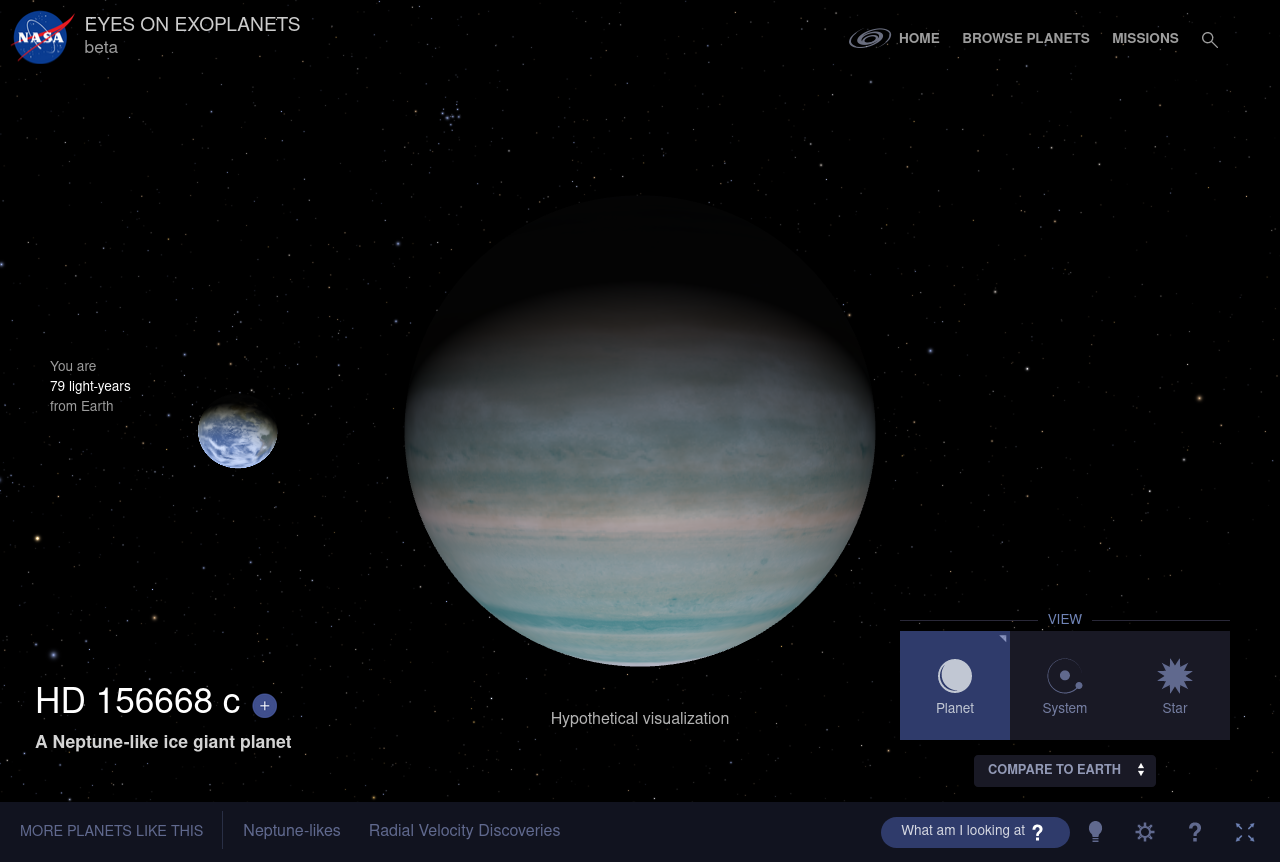 NASA
EYES ON EXOPLANETS
beta
HOME
BROWSE PLANETS
MISSIONS
You are
79 light-years
from Earth
HD 156668 c +
A Neptune-like ice giant planet
Hypothetical visualization
VIEW
Planet
System
Star
COMPARE TO EARTH
MORE PLANETS LIKE THIS
Neptune-likes
Radial Velocity Discoveries
What am I looking at ?
?